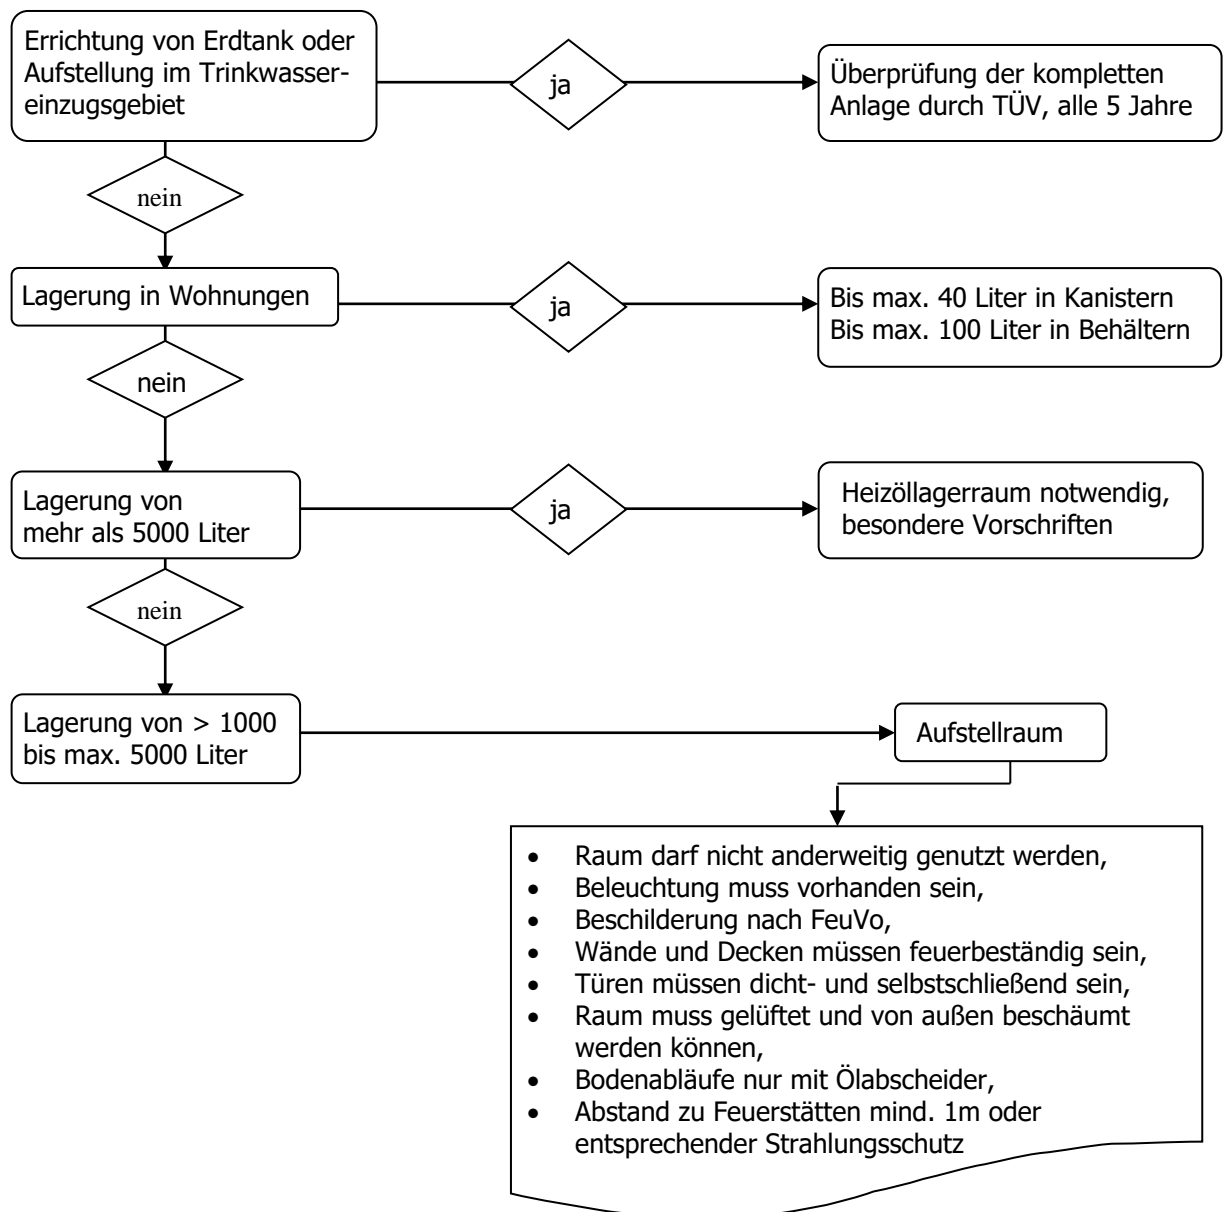 Errichtung von Erdtank oder
Aufstellung im Trinkwasser-
einzugsgebiet
ja
Überprüfung der kompletten
Anlage durch TÜV, alle 5 Jahre
nein
Lagerung in Wohnungen
ja
Bis max. 40 Liter in Kanistern
Bis max. 100 Liter in Behältern
nein
Lagerung von
mehr als 5000 Liter
ja
Heizöllagerraum notwendig,
besondere Vorschriften
nein
Lagerung von > 1000
bis max. 5000 Liter
Aufstellraum
• Raum darf nicht anderweitig genutzt werden,
• Beleuchtung muss vorhanden sein,
• Beschilderung nach FeuVo,
• Wände und Decken müssen feuerbeständig sein,
• Türen müssen dicht- und selbstschließend sein,
• Raum muss gelüftet und von außen beschäumt
werden können,
• Bodenabläufe nur mit Ölabscheider,
• Abstand zu Feuerstätten mind. 1m oder
entsprechender Strahlungsschutz